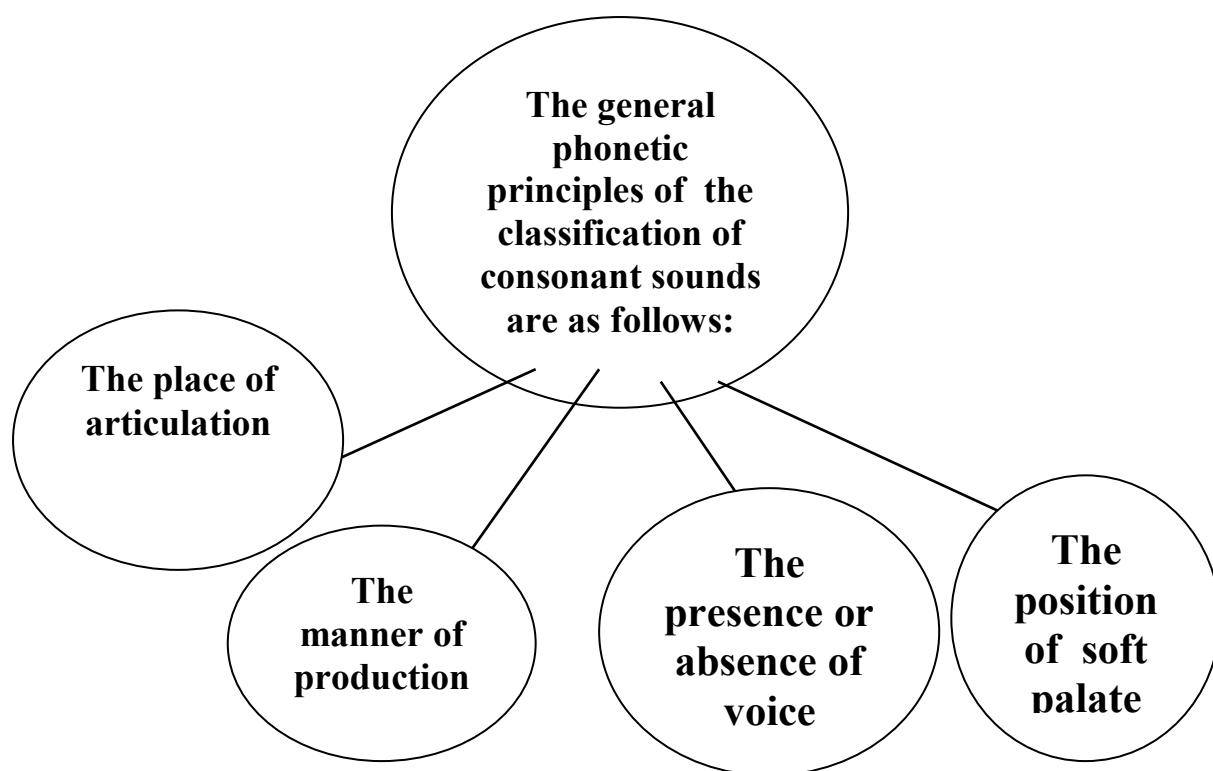 The general
phonetic
principles of  the
classification of
consonant sounds
are as follows:
The place of
articulation
The
manner of
production
The
presence or
absence of
voice
The
position
of  soft
palate